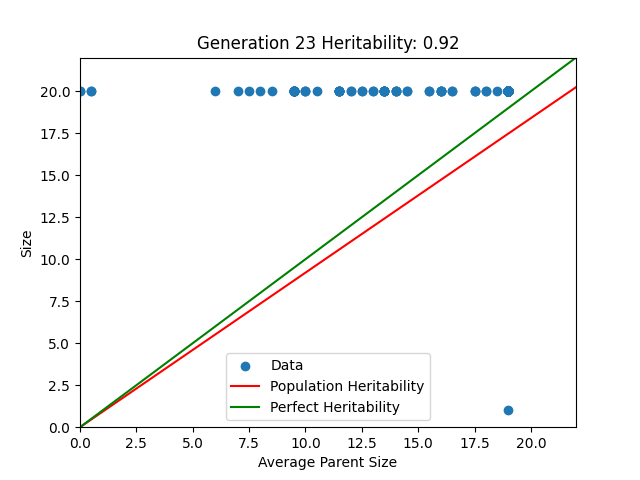 Generation 23 Heritability: 0.92
20.0
17.5
15.0
12.5
10.0
7.5
5.0
2.5
0.0
Size
Data
Population Heritability
Perfect Heritability
0.0 2.5 5.0 7.5 10.0 12.5 15.0 17.5 20.0
Average Parent Size